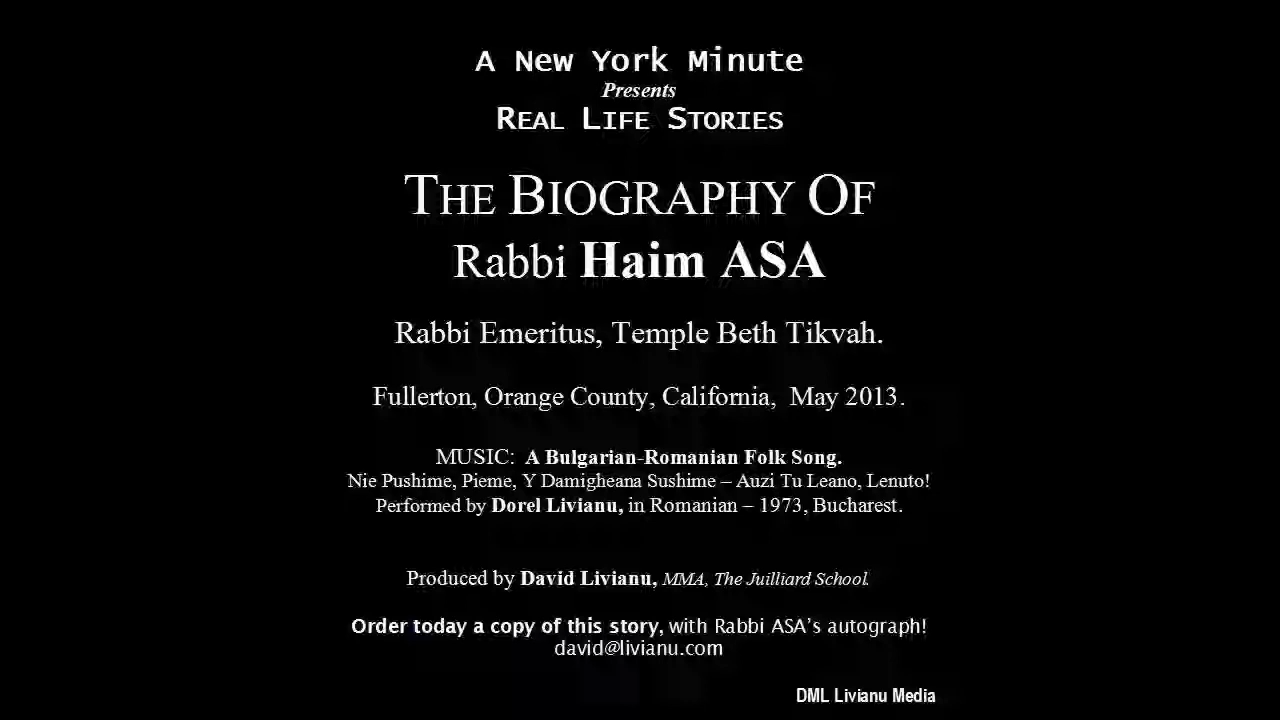 A New York Minute
Presents
REAL LIFE STORIES
THE BIOGRAPHY OF
Rabbi Haim ASA
Rabbi Emeritus, Temple Beth Tikvah.
Fullerton, Orange County, California,  May 2013.
MUSIC:  A Bulgarian-Romanian Folk Song.
Nie Pushime, Pieme, Y Damigheana Sushime – Auzi Tu Leano, Lenuto!
Performed by Dorel Livianu, in Romanian – 1973, Bucharest.
Produced by David Livianu, MMA, The Juilliard School.
Order today a copy of this story, with Rabbi ASA’s autograph!
david@livianu.com
DML Livianu Media